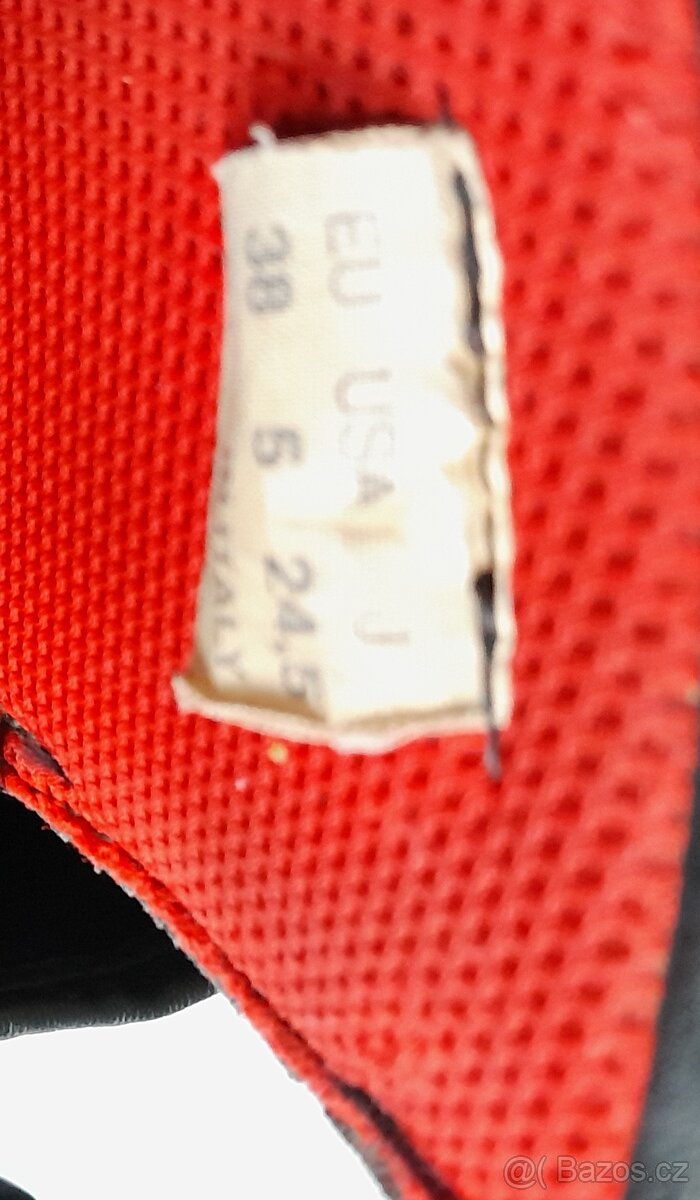 EU USA J
38 5 24,5
ITALY
@( Bazos.cz